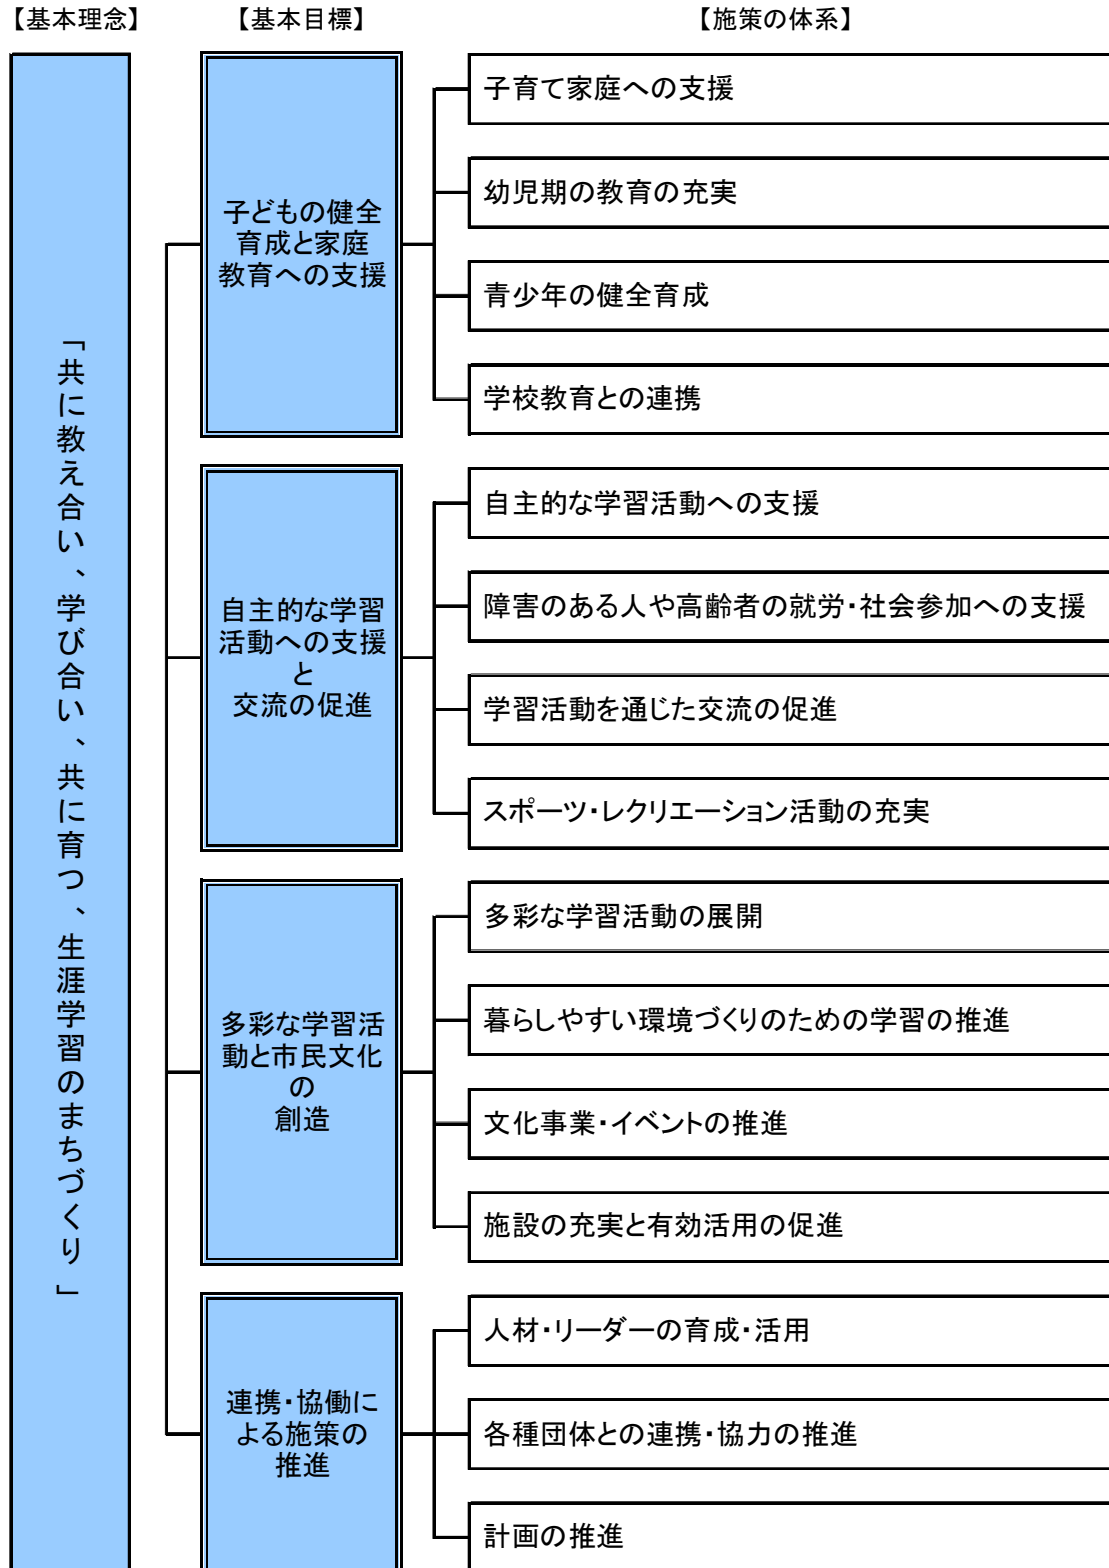 【基本理念】
【基本目標】
【施策の体系】
「共に教え合い、学び合い、共に育つ、生涯学習のまちづくり」
子どもの健全
育成と家庭
教育への支援
子育て家庭への支援
幼児期の教育の充実
青少年の健全育成
学校教育との連携
自主的な学習
活動への支援
と
交流の促進
自主的な学習活動への支援
障害のある人や高齢者の就労・社会参加への支援
学習活動を通じた交流の促進
スポーツ・レクリエーション活動の充実
多彩な学習活
動と市民文化
の
創造
多彩な学習活動の展開
暮らしやすい環境づくりのための学習の推進
文化事業・イベントの推進
施設の充実と有効活用の促進
連携・協働に
よる施策の
推進
人材・リーダーの育成・活用
各種団体との連携・協力の推進
計画の推進